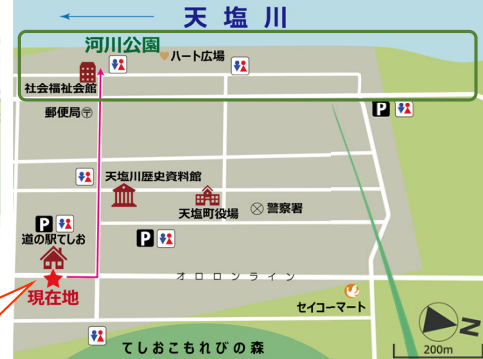 天塩川
河川公園
ハート広場
社会福祉会館
郵便局〒
P
天塩川歴史資料館
天塩町役場
警察署
P
道の駅てしお
P
現在地
オロロンライン
セイコーマート
N
200m
てしおこもれびの森